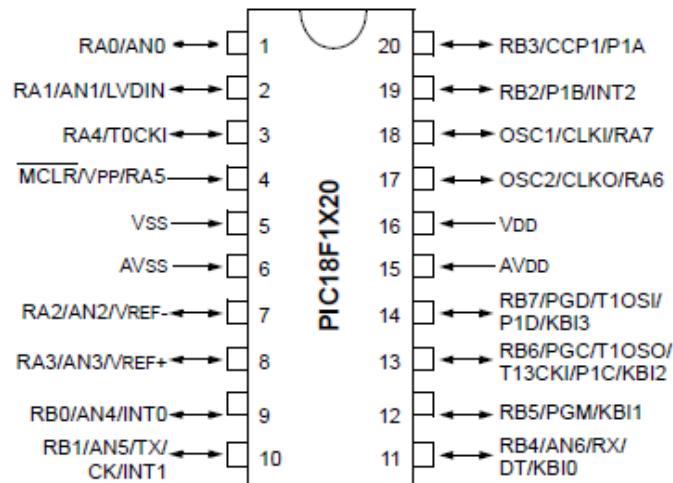 RA0/AN0 1 20 RB3/CCP1/P1A
RA1/AN1/LVDIN 2 19 RB2/P1B/INT2
RA4/T0CKI 3 18 OSC1/CLKI/RA7
MCLR/VPP/RA5 4 17 OSC2/CLKO/RA6
VSS 5 16 VDD
AVSS 6 15 AVDD
RA2/AN2/VREF- 7 14 RB7/PGD/T1OSI/
P1D/KBI3
RA3/AN3/VREF+ 8 13 RB6/PGC/T1OSO/
T13CKI/P1C/KBI2
RB0/AN4/INT0 9 12 RB5/PGM/KBI1
RB1/AN5/TX/
CK/INT1 10 11 RB4/AN6/RX/
DT/KBI0
PIC18F1X20